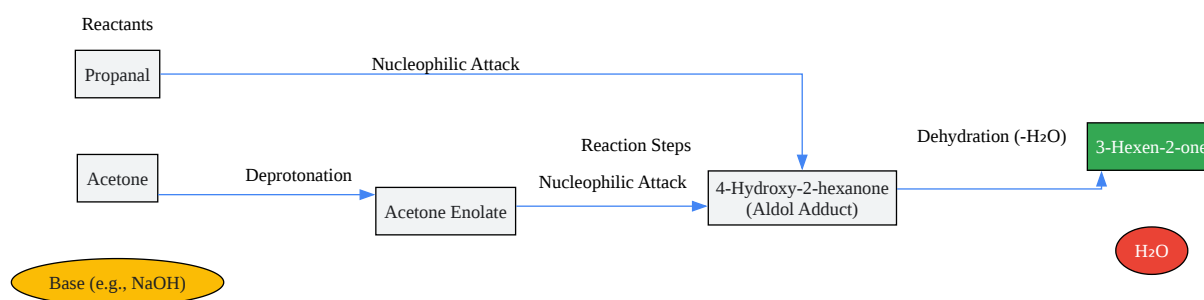 Reactants
Propanal
Nucleophilic Attack
Dehydration (-H₂O)
Reaction Steps
3-Hexen-2-one
Acetone
Deprotonation
Nucleophilic Attack
4-Hydroxy-2-hexanone
(Aldol Adduct)
Acetone Enolate
H₂O
Base (e.g., NaOH)